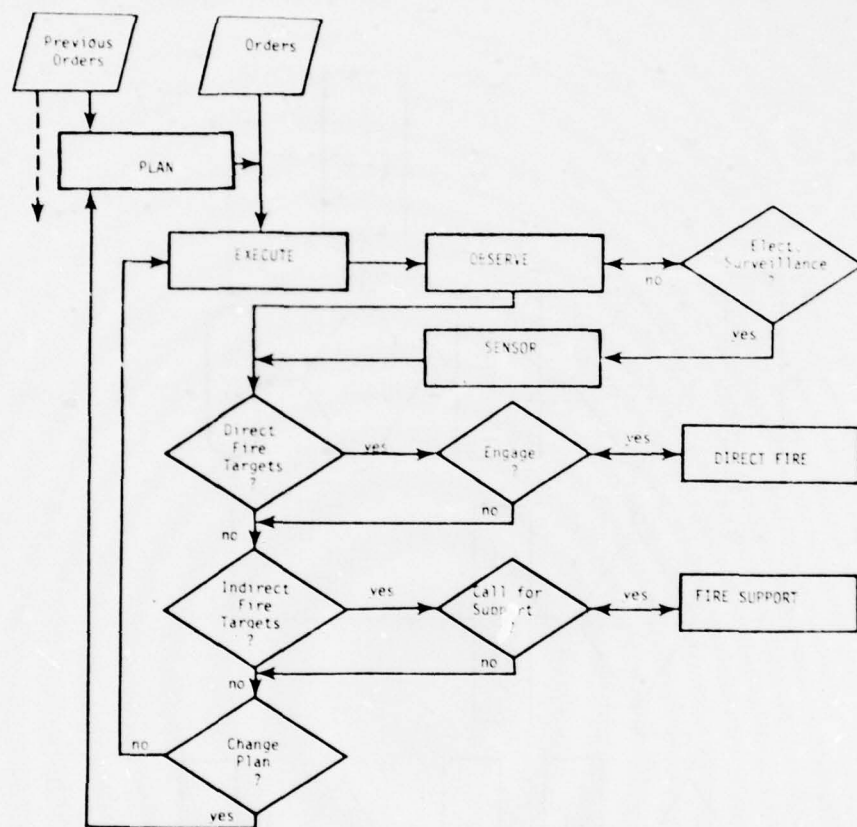 Previous
Orders
Orders
PLAN
EXECUTE
OBSERVE
Elect.
Surveillance
?
no
yes
SENSOR
Direct
Fire
Targets
?
yes
Engage
?
yes
DIRECT FIRE
no
no
Indirect
Fire
Targets
?
yes
Call for
Support
yes
FIRE SUPPORT
no
no
Change
Plan
?
no
yes